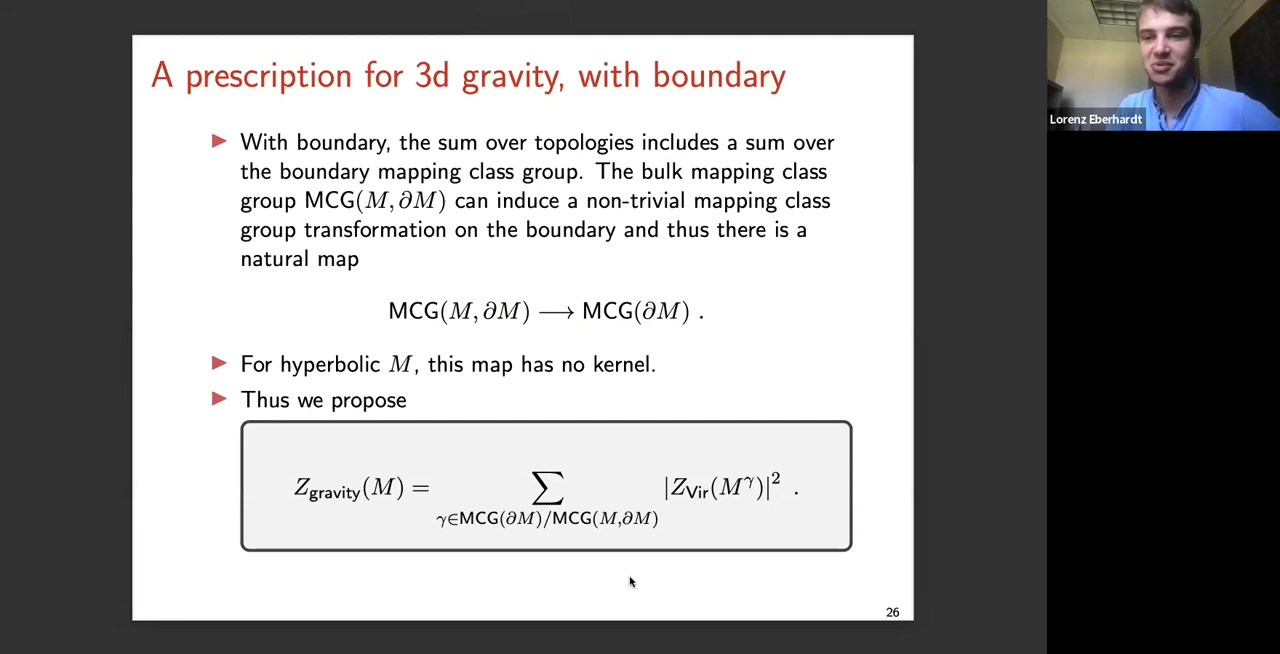 A prescription for 3d gravity, with boundary
▶ With boundary, the sum over topologies includes a sum over
the boundary mapping class group. The bulk mapping class
group MCG(M, ∂M) can induce a non-trivial mapping class
group transformation on the boundary and thus there is a
natural map
MCG(M, ∂M) ⟶ MCG(∂M) .
▶ For hyperbolic M, this map has no kernel.
▶ Thus we propose
Z_gravity(M) = ∑_{γ∈MCG(∂M)/MCG(M,∂M)} |Z_Vir(M^γ)|² .
26
Lorenz Eberhardt